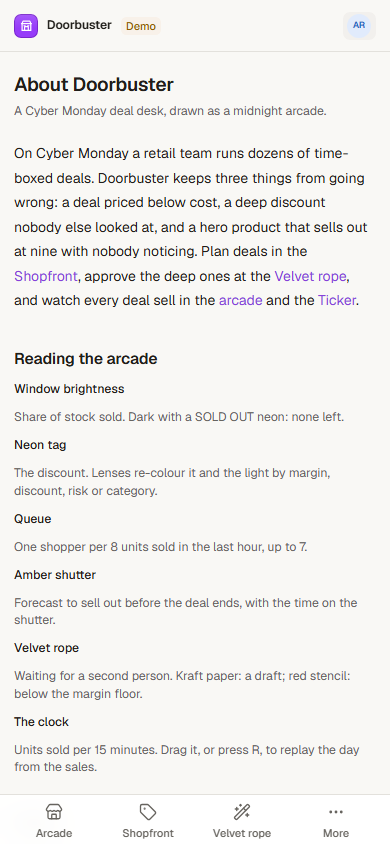 Doorbuster
Demo
AR
About Doorbuster
A Cyber Monday deal desk, drawn as a midnight arcade.
On Cyber Monday a retail team runs dozens of time-
boxed deals. Doorbuster keeps three things from going
wrong: a deal priced below cost, a deep discount
nobody else looked at, and a hero product that sells out
at nine with nobody noticing. Plan deals in the
Shopfront, approve the deep ones at the Velvet rope,
and watch every deal sell in the arcade and the Ticker.
Reading the arcade
Window brightness
Share of stock sold. Dark with a SOLD OUT neon: none left.
Neon tag
The discount. Lenses re-colour it and the light by margin,
discount, risk or category.
Queue
One shopper per 8 units sold in the last hour, up to 7.
Amber shutter
Forecast to sell out before the deal ends, with the time on the
shutter.
Velvet rope
Waiting for a second person. Kraft paper: a draft; red stencil:
below the margin floor.
The clock
Units sold per 15 minutes. Drag it, or press R, to replay the day
from the sales.
Arcade
Shopfront
Velvet rope
More